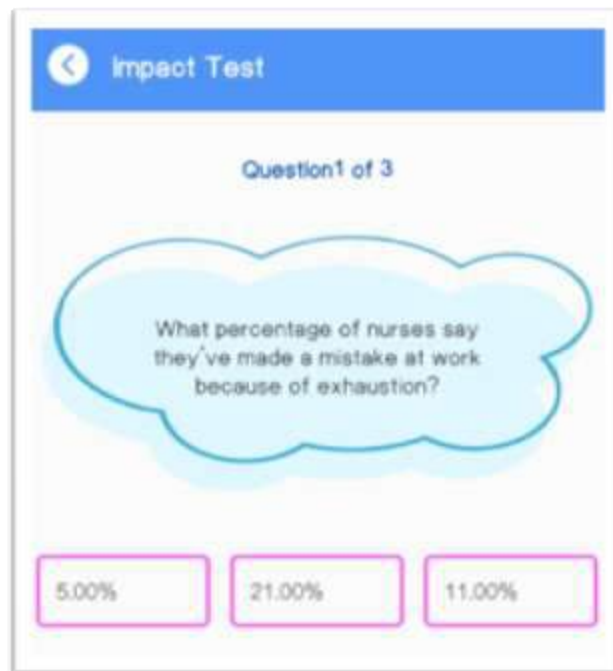 Impact Test
Question1 of 3
What percentage of nurses say
they've made a mistake at work
because of exhaustion?
5.00%
21.00%
11.00%